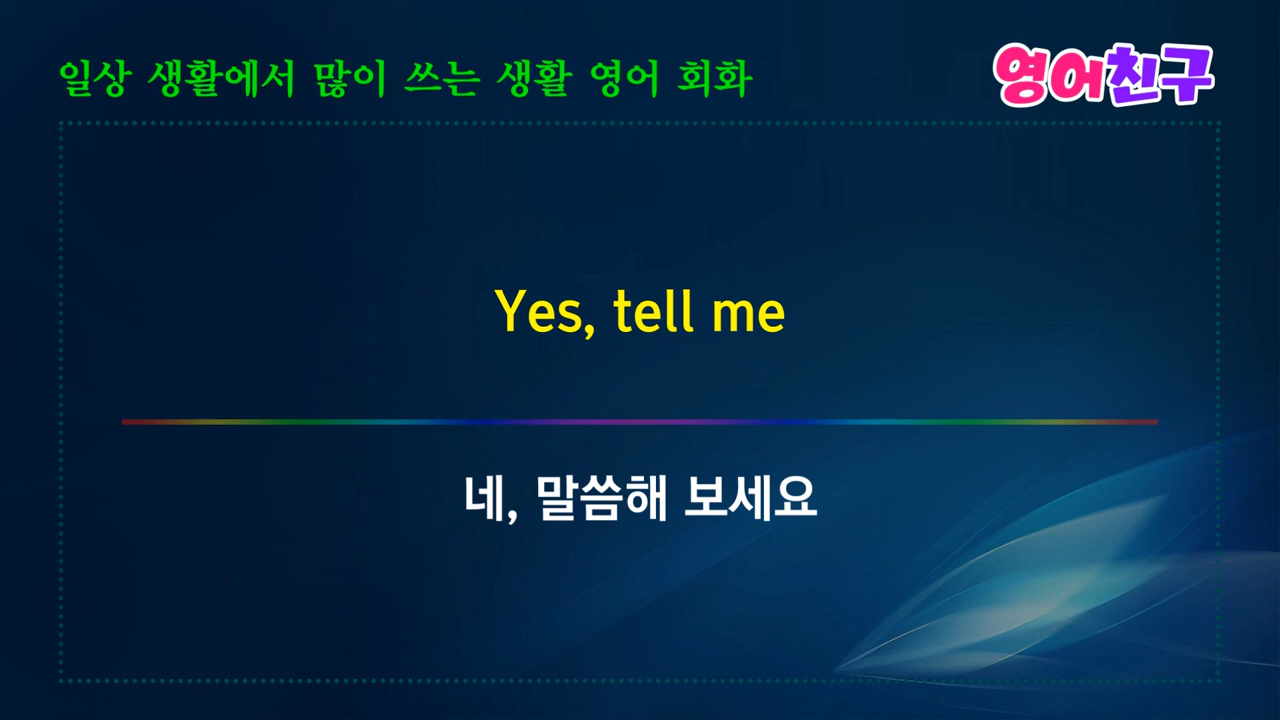 일상 생활에서 많이 쓰는 생활 영어 회화
영어친구
Yes, tell me
네, 말씀해 보세요